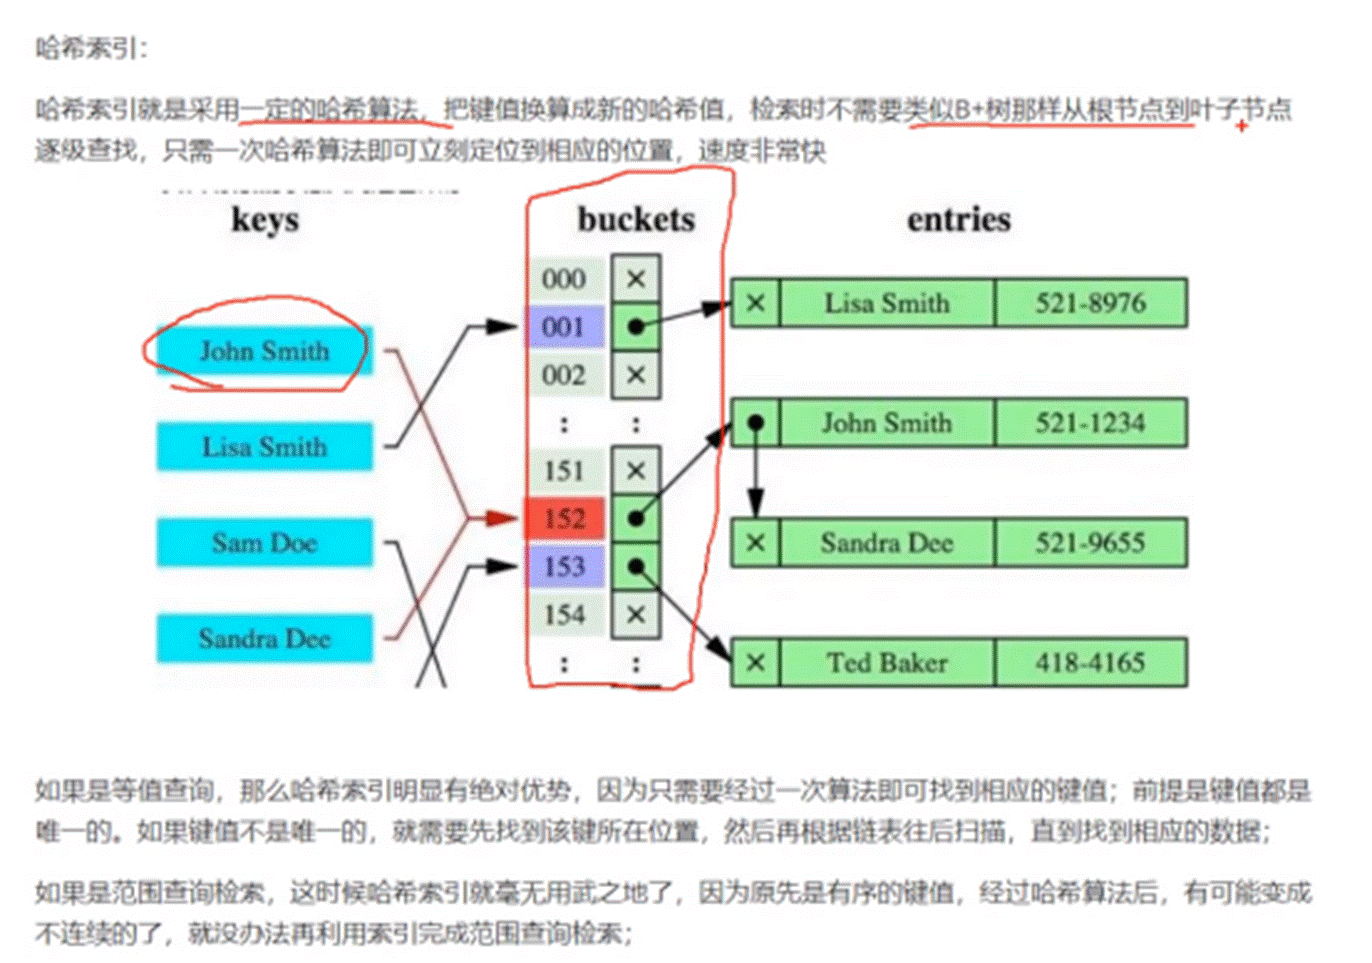 哈希索引：
哈希索引就是采用一定的哈希算法，把键值换算成新的哈希值，检索时不需要类似B+树那样从根节点到叶子节点
逐级查找，只需一次哈希算法即可立刻定位到相应的位置，速度非常快
keys buckets entries
000
Lisa Smith 521-8976
001
John Smith
002
John Smith 521-1234
Lisa Smith
151
152
Sam Doe
Sandra Dee 521-9655
153
154
Sandra Dee
Ted Baker 418-4165
如果是等值查询，那么哈希索引明显有绝对优势，因为只需要经过一次算法即可找到相应的键值；前提是键值都是
唯一的。如果键值不是唯一的，就需要先找到该键所在位置，然后再根据链表往后扫描，直到找到相应的数据；
如果是范围查询检索，这时候哈希索引就毫无用武之地了，因为原先是有序的键值，经过哈希算法后，有可能变成
不连续的了，就没办法再利用索引完成范围查询检索；